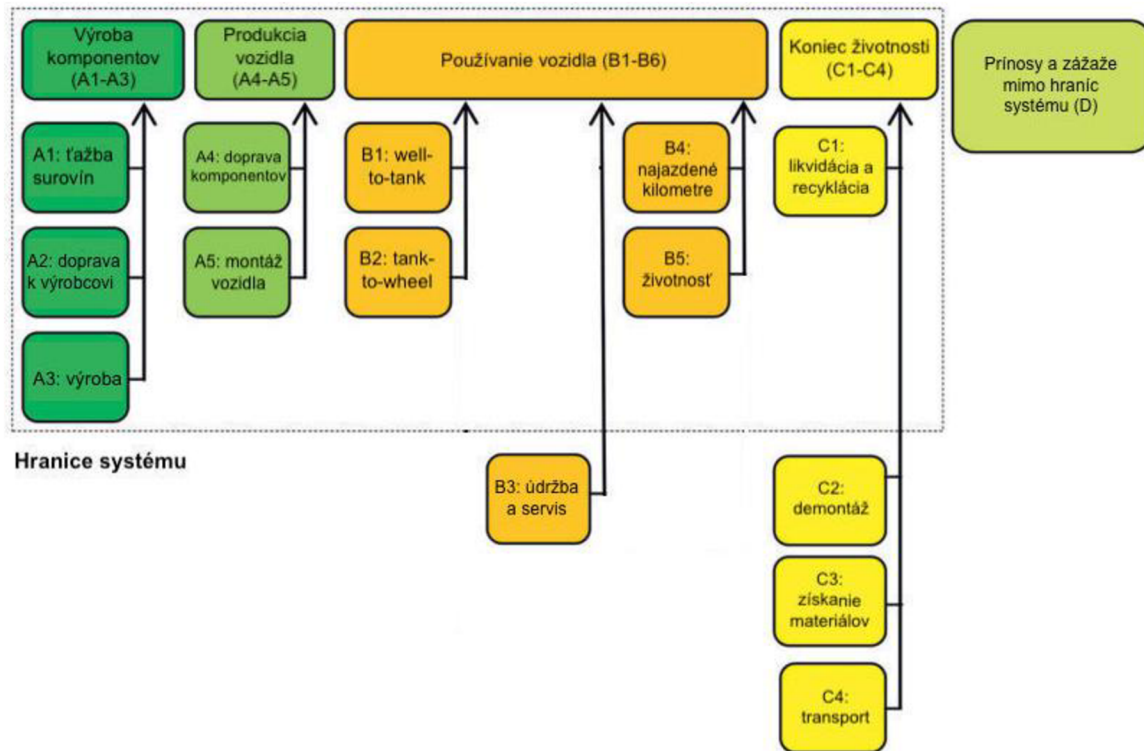 Výroba
komponentov
(A1-A3)
Produkcia
vozidla
(A4-A5)
Používanie vozidla (B1-B6)
Koniec životnosti
(C1-C4)
Prínosy a zážaže
mimo hraníc
systému (D)
A1: ťažba
surovín
A4: doprava
komponentov
B1: well-
to-tank
B4:
najazdené
kilometre
C1:
likvidácia a
recyklácia
A2: doprava
k výrobcovi
A5: montáž
vozidla
B2: tank-
to-wheel
B5:
životnosť
A3: výroba
Hranice systému
B3: údržba
a servis
C2:
demontáž
C3:
získanie
materiálov
C4:
transport